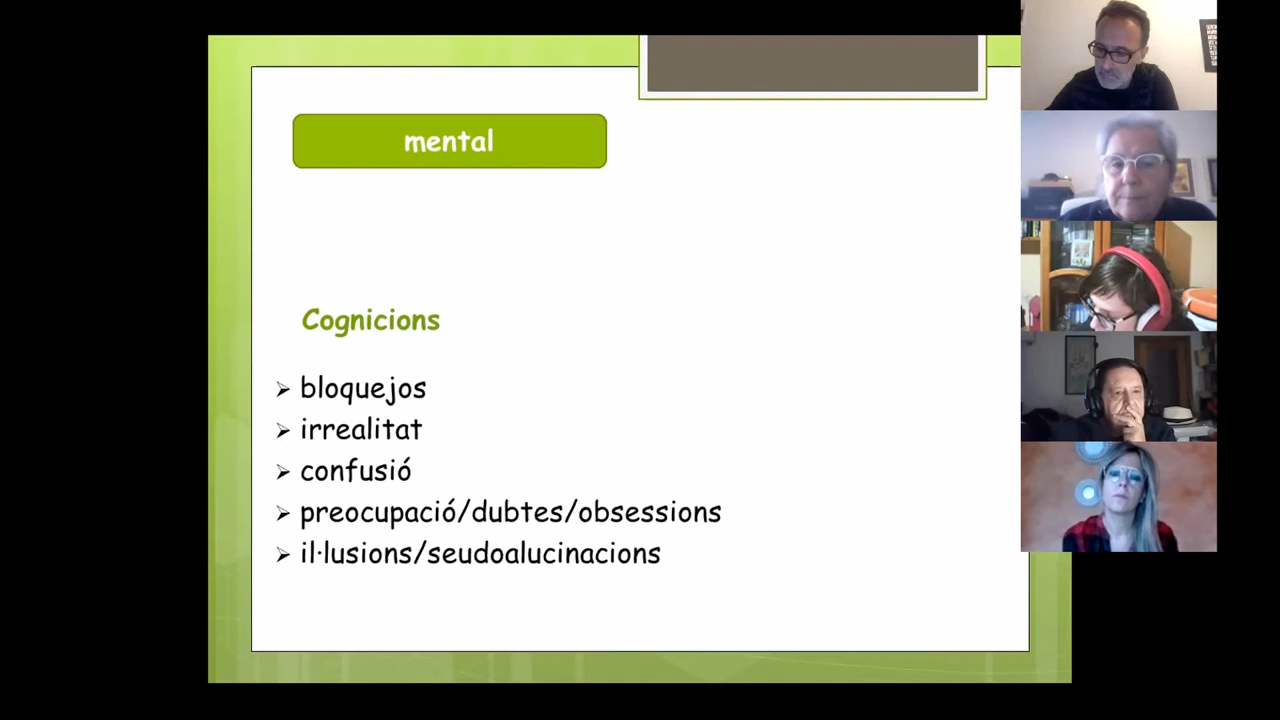 mental
Cognicions
➢ bloquejos
➢ irrealitat
➢ confusió
➢ preocupació/dubtes/obsessions
➢ il·lusions/seudoalucinacions